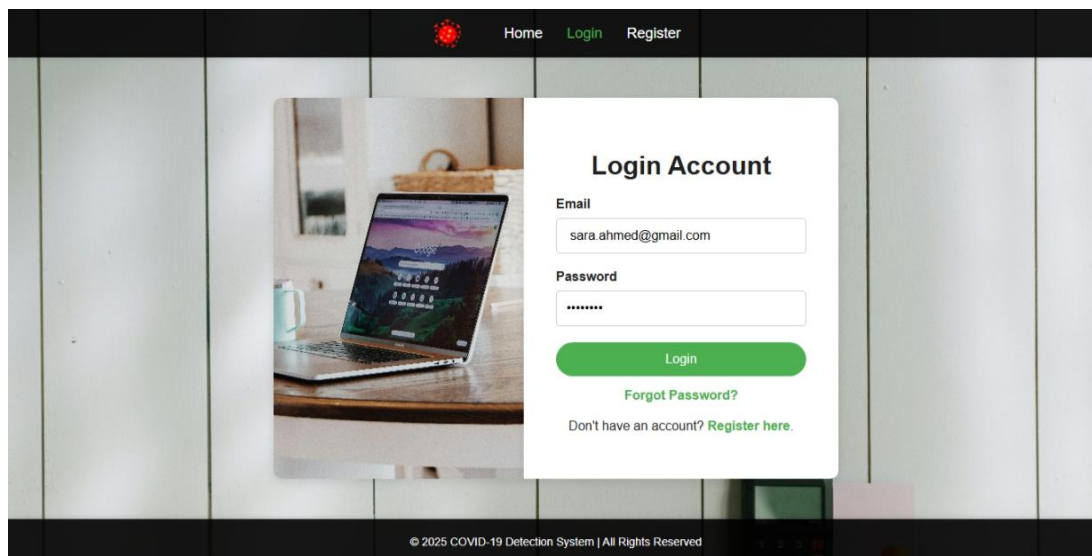 Home Login Register
Login Account
Email
sara.ahmed@gmail.com
Password
••••••••
Login
Forgot Password?
Don't have an account? Register here.
© 2025 COVID-19 Detection System | All Rights Reserved